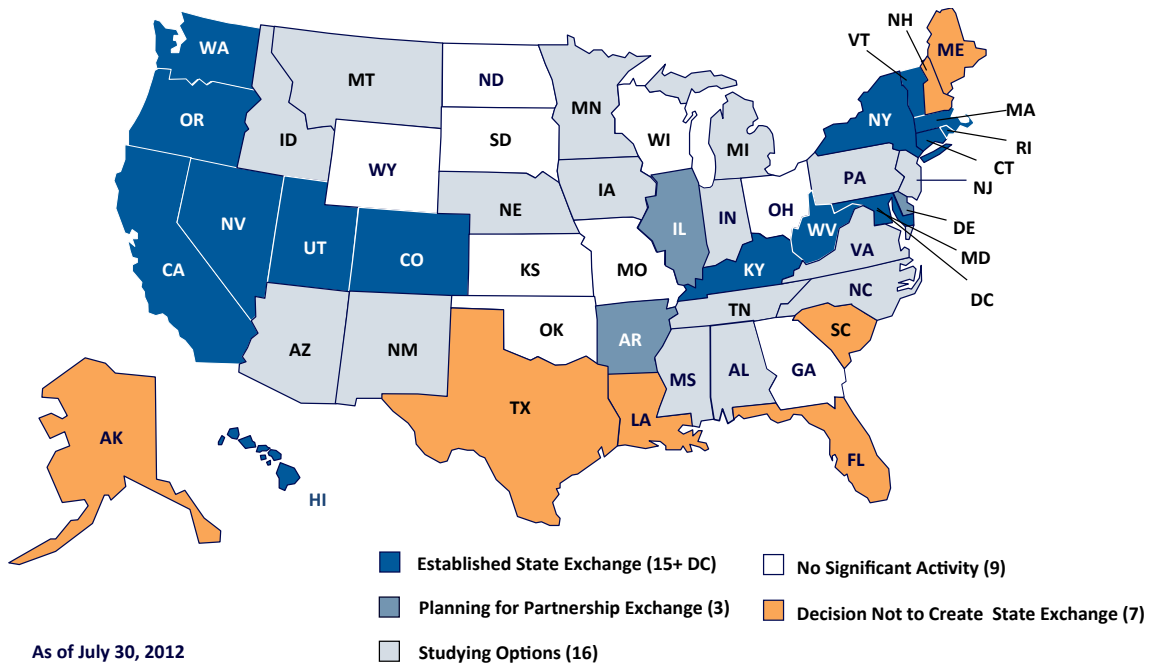 NH
VT
ME
WA
MT
ND
MN
OR
NY
MA
ID
SD
WI
MI
RI
WY
CT
PA
NJ
IA
NE
IL
IN
OH
DE
NV
UT
CO
WV
MD
CA
KS
MO
KY
VA
DC
NC
TN
OK
AR
SC
AZ
NM
MS
AL
GA
TX
LA
AK
FL
HI
Established State Exchange (15+ DC)
No Significant Activity (9)
Planning for Partnership Exchange (3)
Decision Not to Create State Exchange (7)
As of July 30, 2012
Studying Options (16)